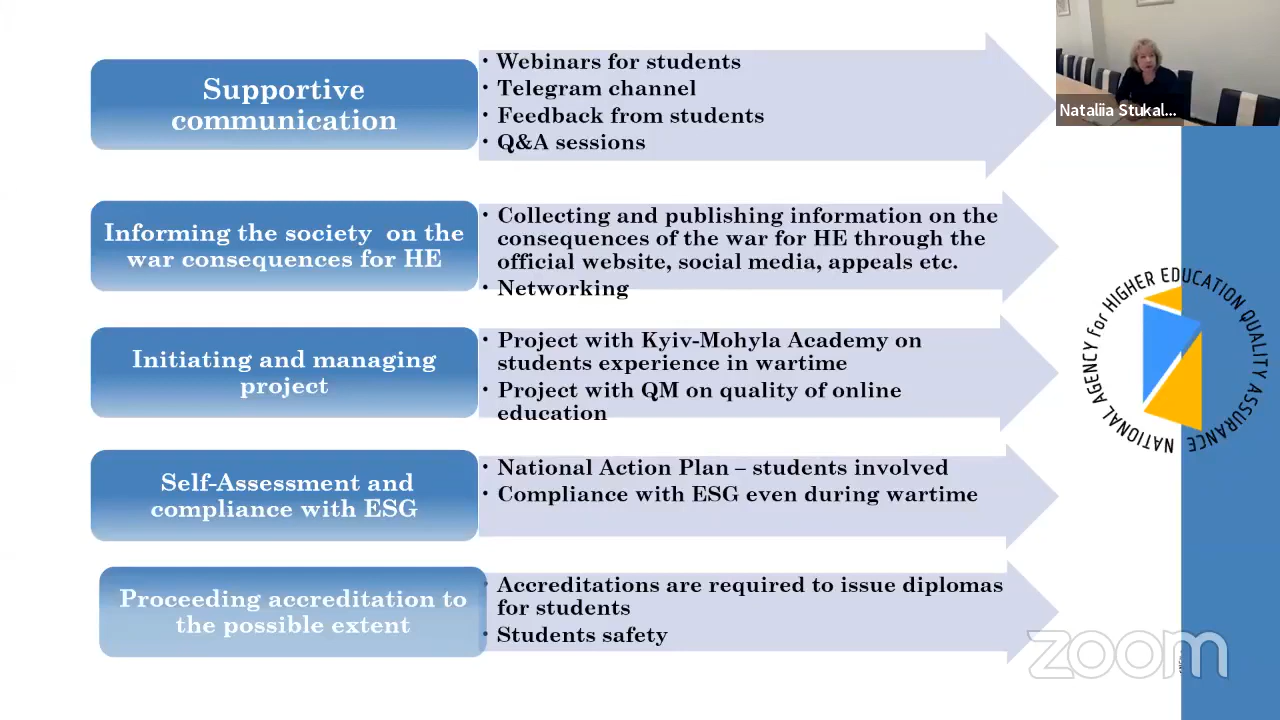 Supportive
communication
• Webinars for students
• Telegram channel
• Feedback from students
• Q&A sessions
Informing the society on the
war consequences for HE
• Collecting and publishing information on the
consequences of the war for HE through the
official website, social media, appeals etc.
• Networking
Initiating and managing
project
• Project with Kyiv-Mohyla Academy on
students experience in wartime
• Project with QM on quality of online
education
Self-Assessment and
compliance with ESG
• National Action Plan – students involved
• Compliance with ESG even during wartime
Proceeding accreditation to
the possible extent
• Accreditations are required to issue diplomas
for students
• Students safety
Nataliia Stukal...
NATIONAL AGENCY for HIGHER EDUCATION QUALITY ASSURANCE
zoom